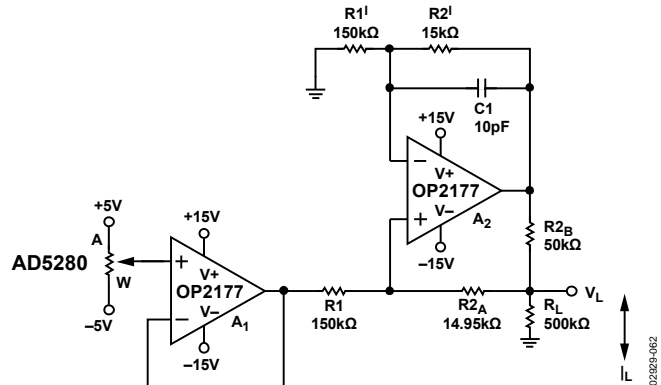 R1ᴵ
150kΩ
R2ᴵ
15kΩ
C1
10pF
+15V
V+
OP2177
V–
A₂
–15V
+5V
A
AD5280
W
–5V
+15V
V+
OP2177
V–
A₁
–15V
R1
150kΩ
R2A
14.95kΩ
R2B
50kΩ
VL
RL
500kΩ
IL
02929-062
–
+
+
–